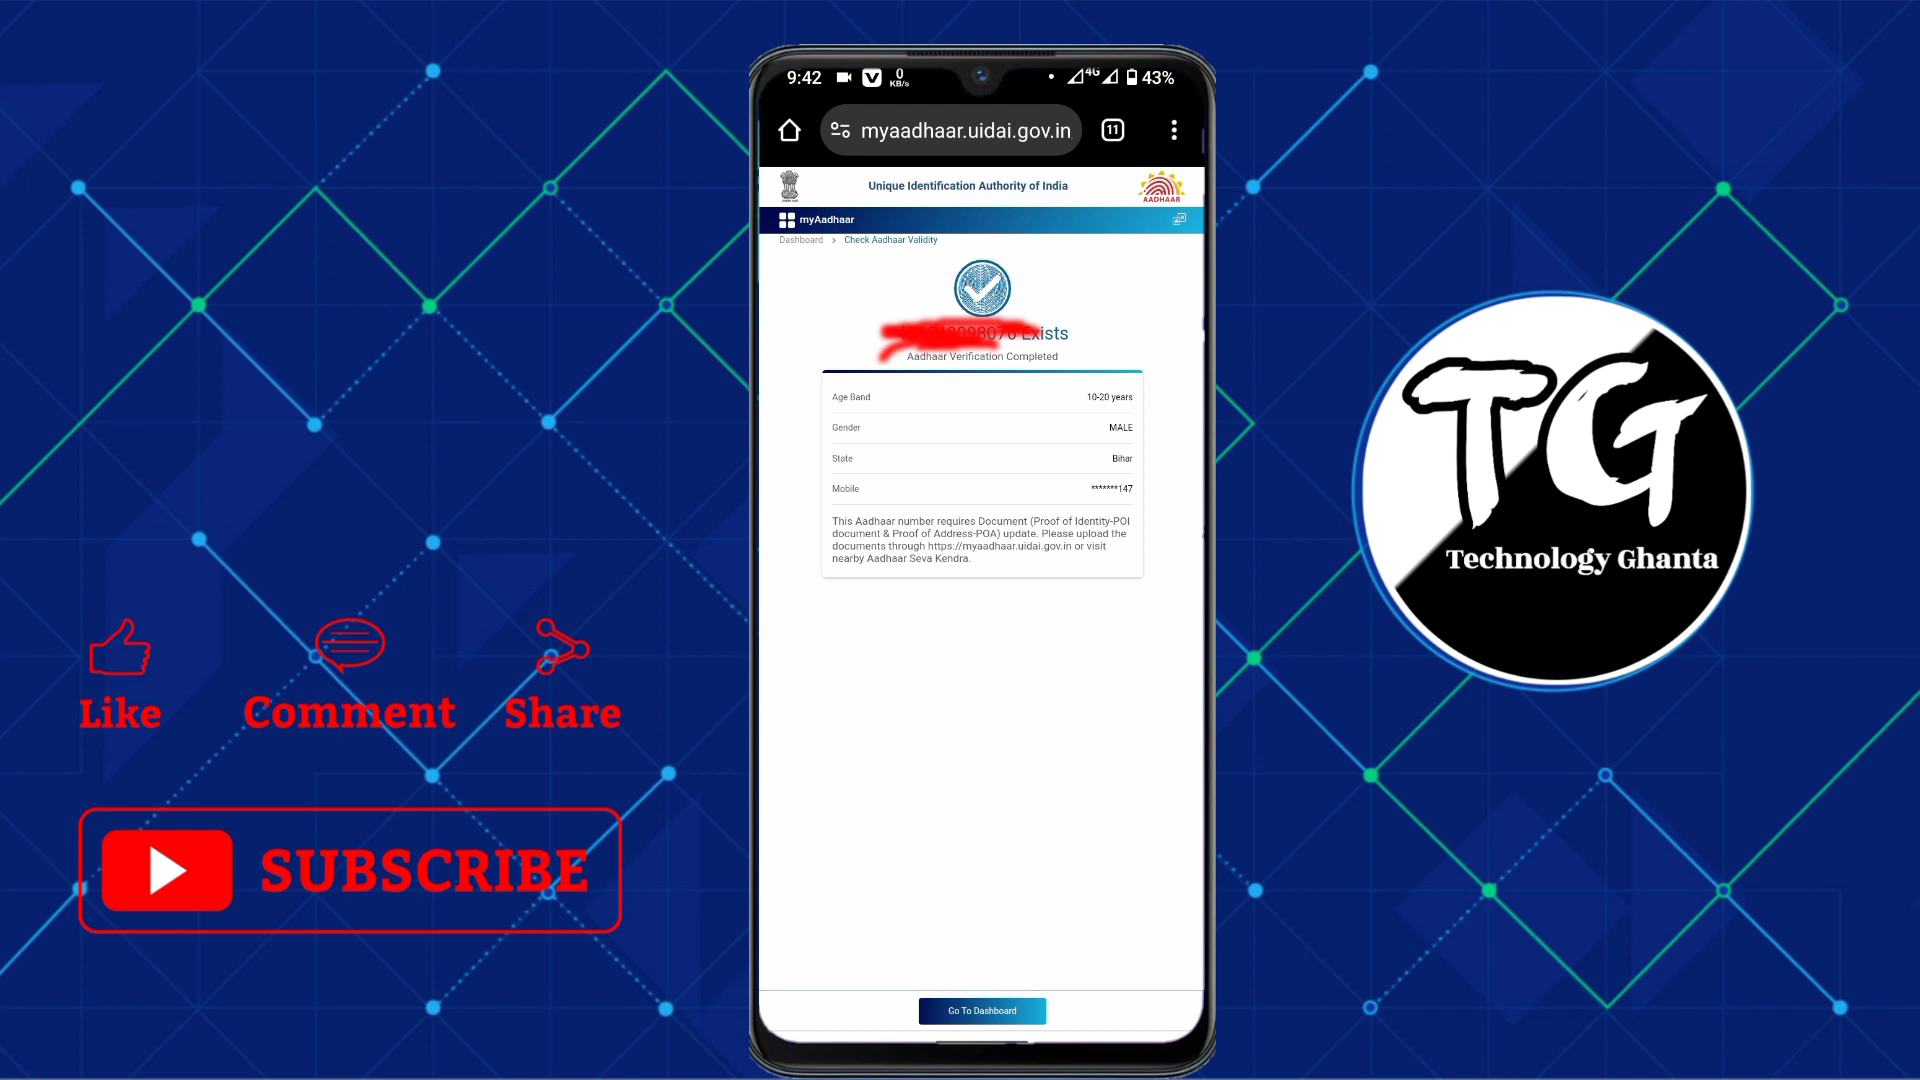 9:42
0
KB/s
4G
43%
myaadhaar.uidai.gov.in
11
Unique Identification Authority of India
AADHAAR
myAadhaar
Dashboard > Check Aadhaar Validity
Exists
Aadhaar Verification Completed
Age Band 10-20 years
Gender MALE
State Bihar
Mobile *******147
This Aadhaar number requires Document (Proof of Identity-POI
document & Proof of Address-POA) update. Please upload the
documents through https://myaadhaar.uidai.gov.in or visit
nearby Aadhaar Seva Kendra.
Go To Dashboard
Like
Comment
Share
SUBSCRIBE
TG
Technology Ghanta